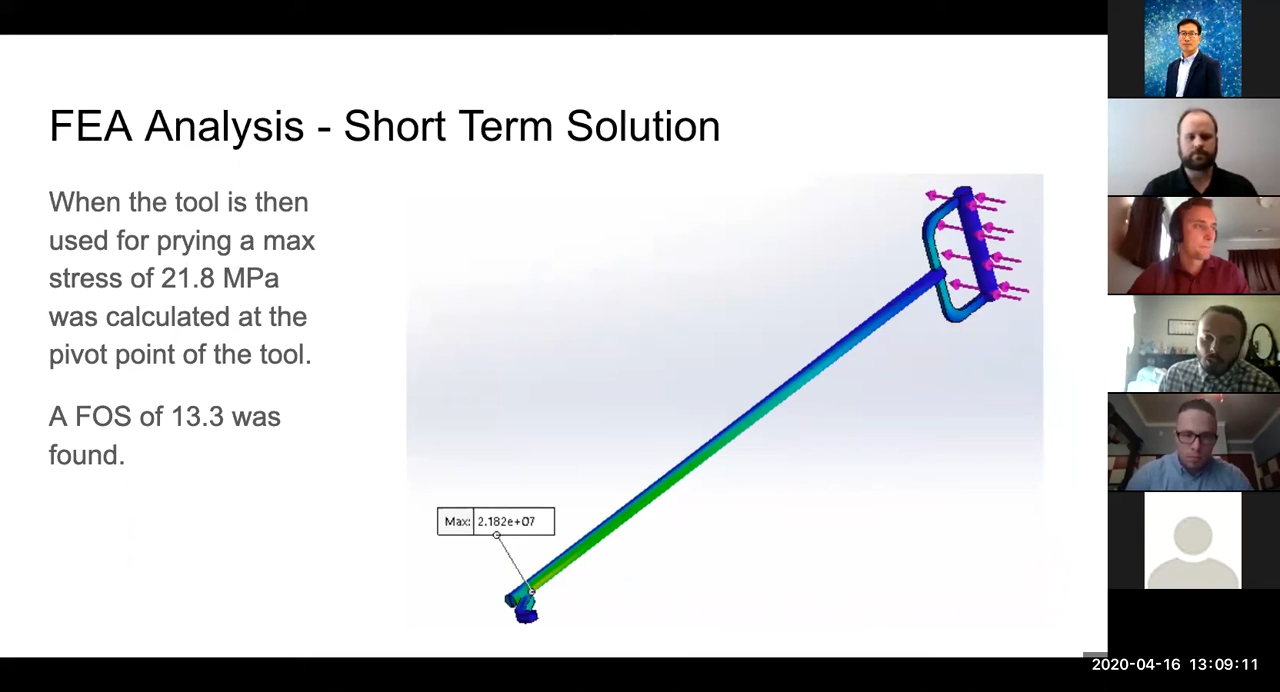 FEA Analysis - Short Term Solution
When the tool is then
used for prying a max
stress of 21.8 MPa
was calculated at the
pivot point of the tool.
A FOS of 13.3 was
found.
Max: 2.182e+07
2020-04-16 13:09:11